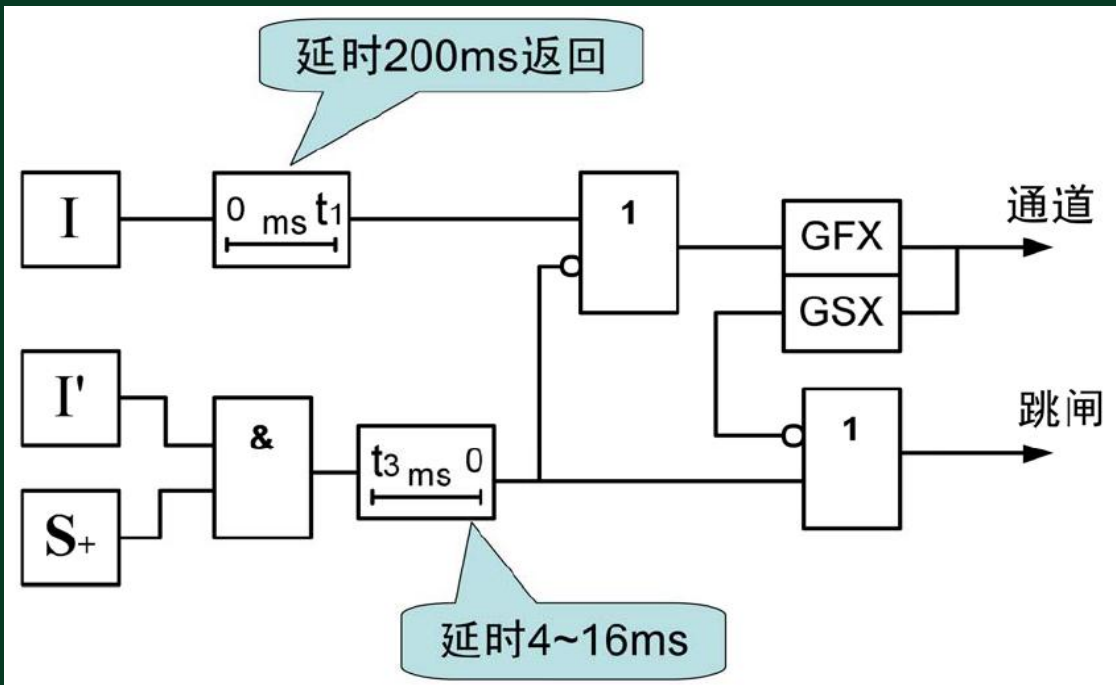 延时200ms返回
I
0 ms t1
1
GFX
通道
GSX
I'
&
1
跳闸
t3 ms 0
S+
延时4~16ms